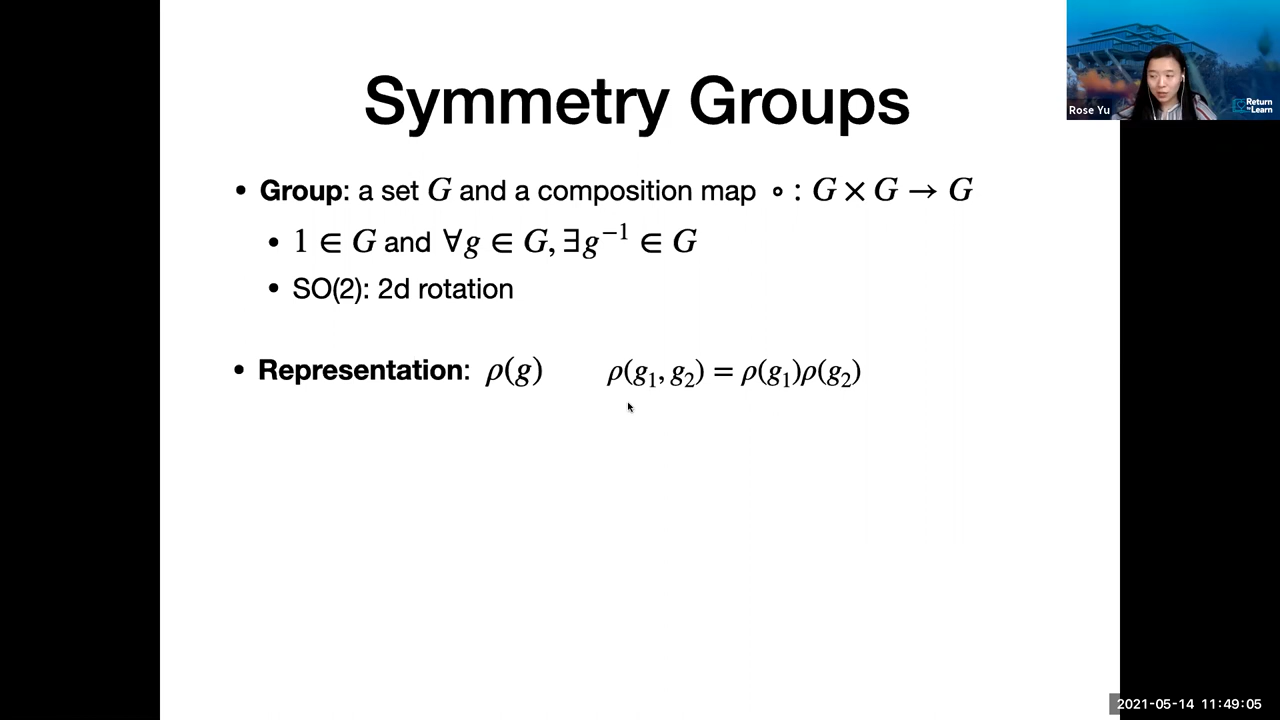 Symmetry Groups
• Group: a set G and a composition map ∘ : G × G → G
• 1 ∈ G and ∀g ∈ G, ∃g⁻¹ ∈ G
• SO(2): 2d rotation
• Representation: ρ(g) ρ(g₁, g₂) = ρ(g₁)ρ(g₂)
Rose Yu
Return
to Learn
2021-05-14 11:49:05